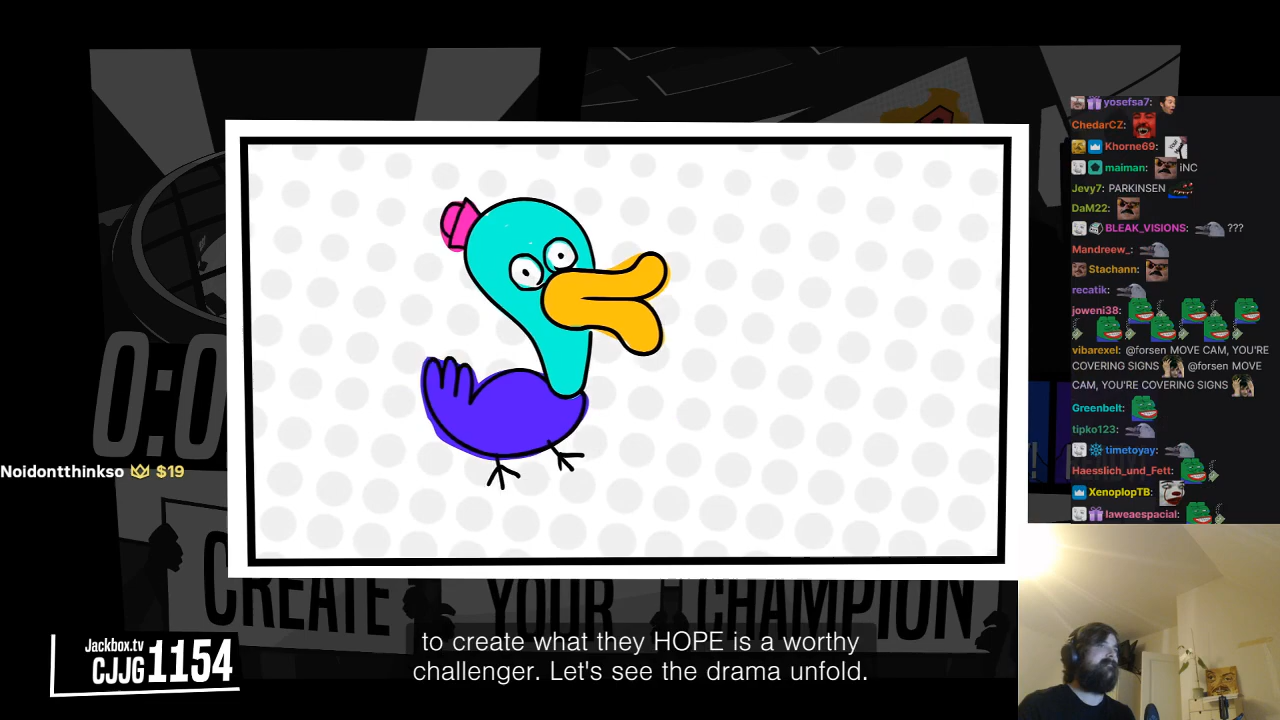 yosefsa7:
ChedarCZ:
Khorne69:
maiman: iNC
Jevy7: PARKINSEN
DaM22:
BLEAK_VISIONS: ???
Mandreew_:
Stachann:
recatik:
joweni38:
vibarexel: @forsen MOVE CAM, YOU'RE
COVERING SIGNS @forsen MOVE
CAM, YOU'RE COVERING SIGNS
Greenbelt:
tipko123:
timetoyay:
Haesslich_und_Fett:
XenoplopTB:
laweaespacial:
0:0
Noidontthinkso $19
CREATE YOUR CHAMPION
to create what they HOPE is a worthy
challenger. Let's see the drama unfold.
Jackbox.tv
CJJG 1154